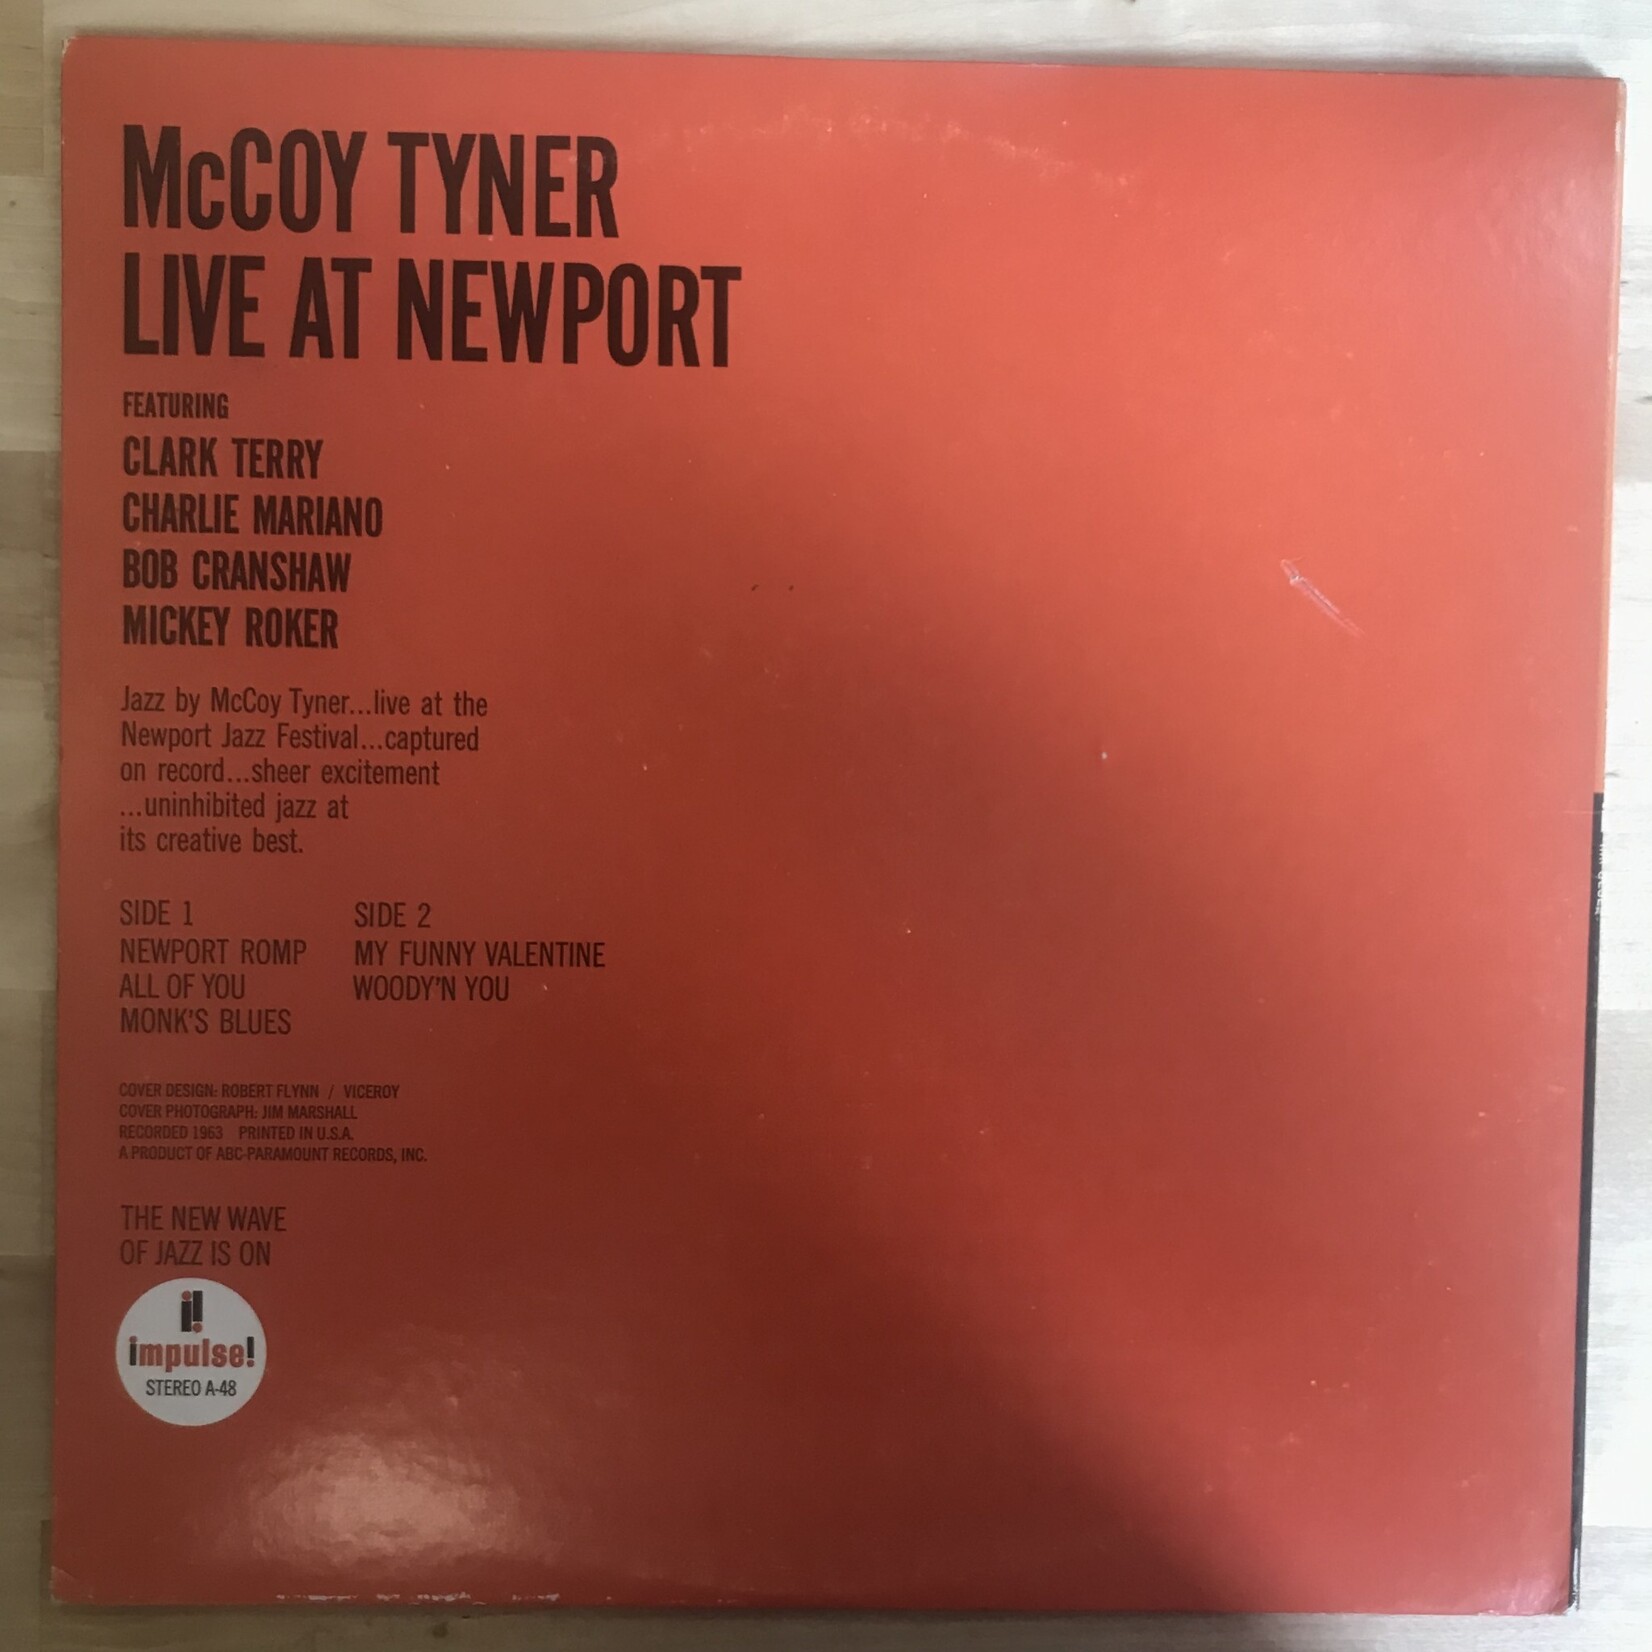 McCOY TYNER
LIVE AT NEWPORT
FEATURING
CLARK TERRY
CHARLIE MARIANO
BOB CRANSHAW
MICKEY ROKER
Jazz by McCoy Tyner...live at the
Newport Jazz Festival...captured
on record...sheer excitement
...uninhibited jazz at
its creative best.
SIDE 1
NEWPORT ROMP
ALL OF YOU
MONK'S BLUES
SIDE 2
MY FUNNY VALENTINE
WOODY'N YOU
COVER DESIGN: ROBERT FLYNN / VICEROY
COVER PHOTOGRAPH: JIM MARSHALL
RECORDED 1963 PRINTED IN U.S.A.
A PRODUCT OF ABC-PARAMOUNT RECORDS, INC.
THE NEW WAVE
OF JAZZ IS ON
i!
impulse!
STEREO A-48